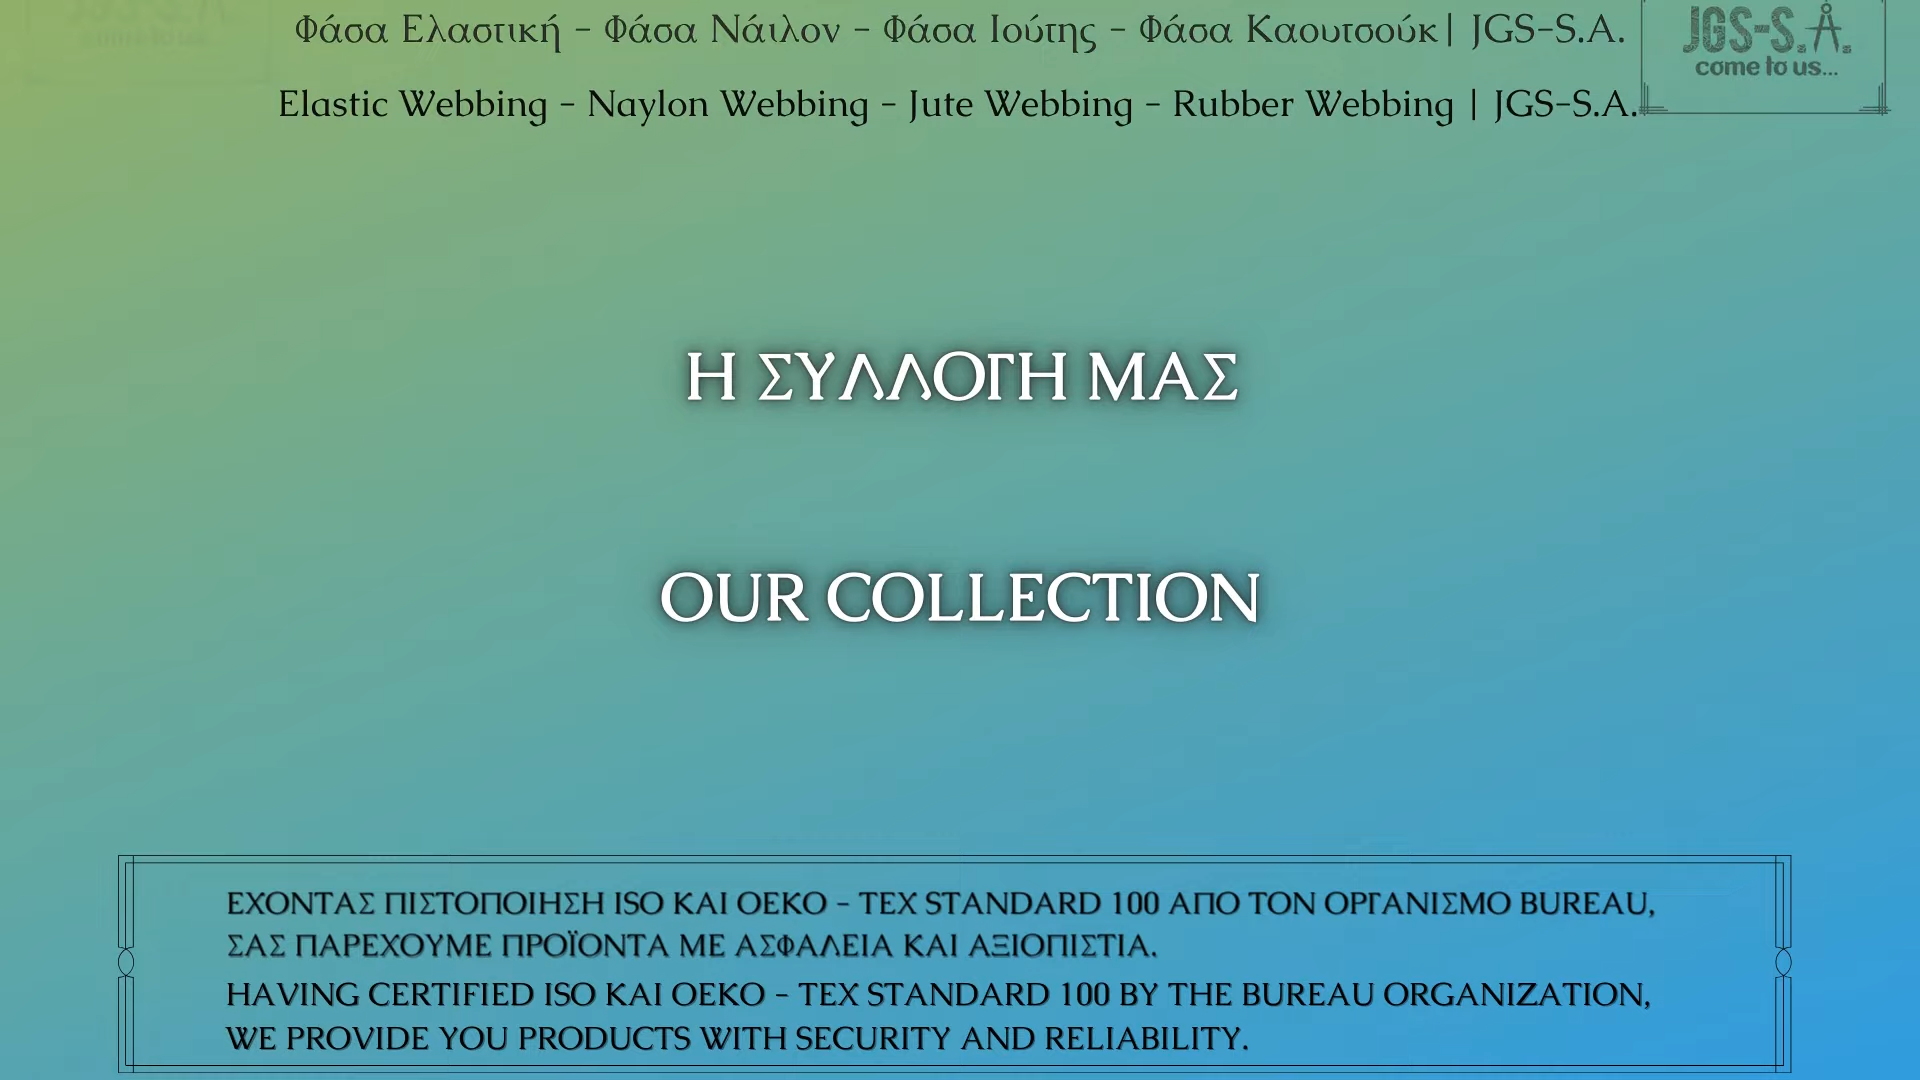 Φάσα Ελαστική - Φάσα Νάιλον - Φάσα Ιούτης - Φάσα Καουτσούκ| JGS-S.A.
JGS-S.A.
come to us...
Elastic Webbing - Naylon Webbing - Jute Webbing - Rubber Webbing | JGS-S.A.
Η ΣΥΛΛΟΓΗ ΜΑΣ
OUR COLLECTION
ΕΧΟΝΤΑΣ ΠΙΣΤΟΠΟΙΗΣΗ ISO ΚΑΙ OEKO - TEX STANDARD 100 ΑΠΟ ΤΟΝ ΟΡΓΑΝΙΣΜΟ BUREAU,
ΣΑΣ ΠΑΡΕΧΟΥΜΕ ΠΡΟΪΟΝΤΑ ΜΕ ΑΣΦΑΛΕΙΑ ΚΑΙ ΑΞΙΟΠΙΣΤΙΑ.
HAVING CERTIFIED ISO ΚΑΙ OEKO - TEX STANDARD 100 BY THE BUREAU ORGANIZATION,
WE PROVIDE YOU PRODUCTS WITH SECURITY AND RELIABILITY.